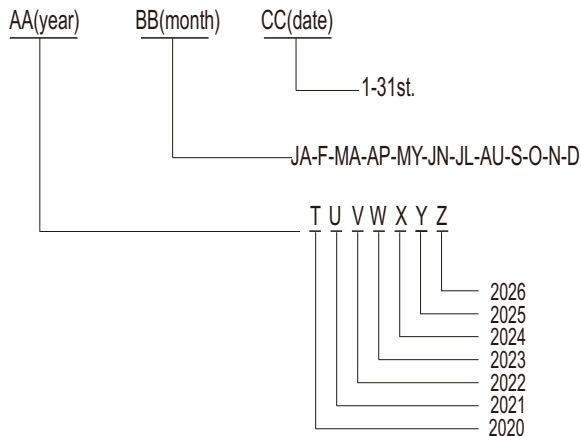 AA(year) BB(month) CC(date)
1-31st.
JA-F-MA-AP-MY-JN-JL-AU-S-O-N-D
T U V W X Y Z
2026
2025
2024
2023
2022
2021
2020